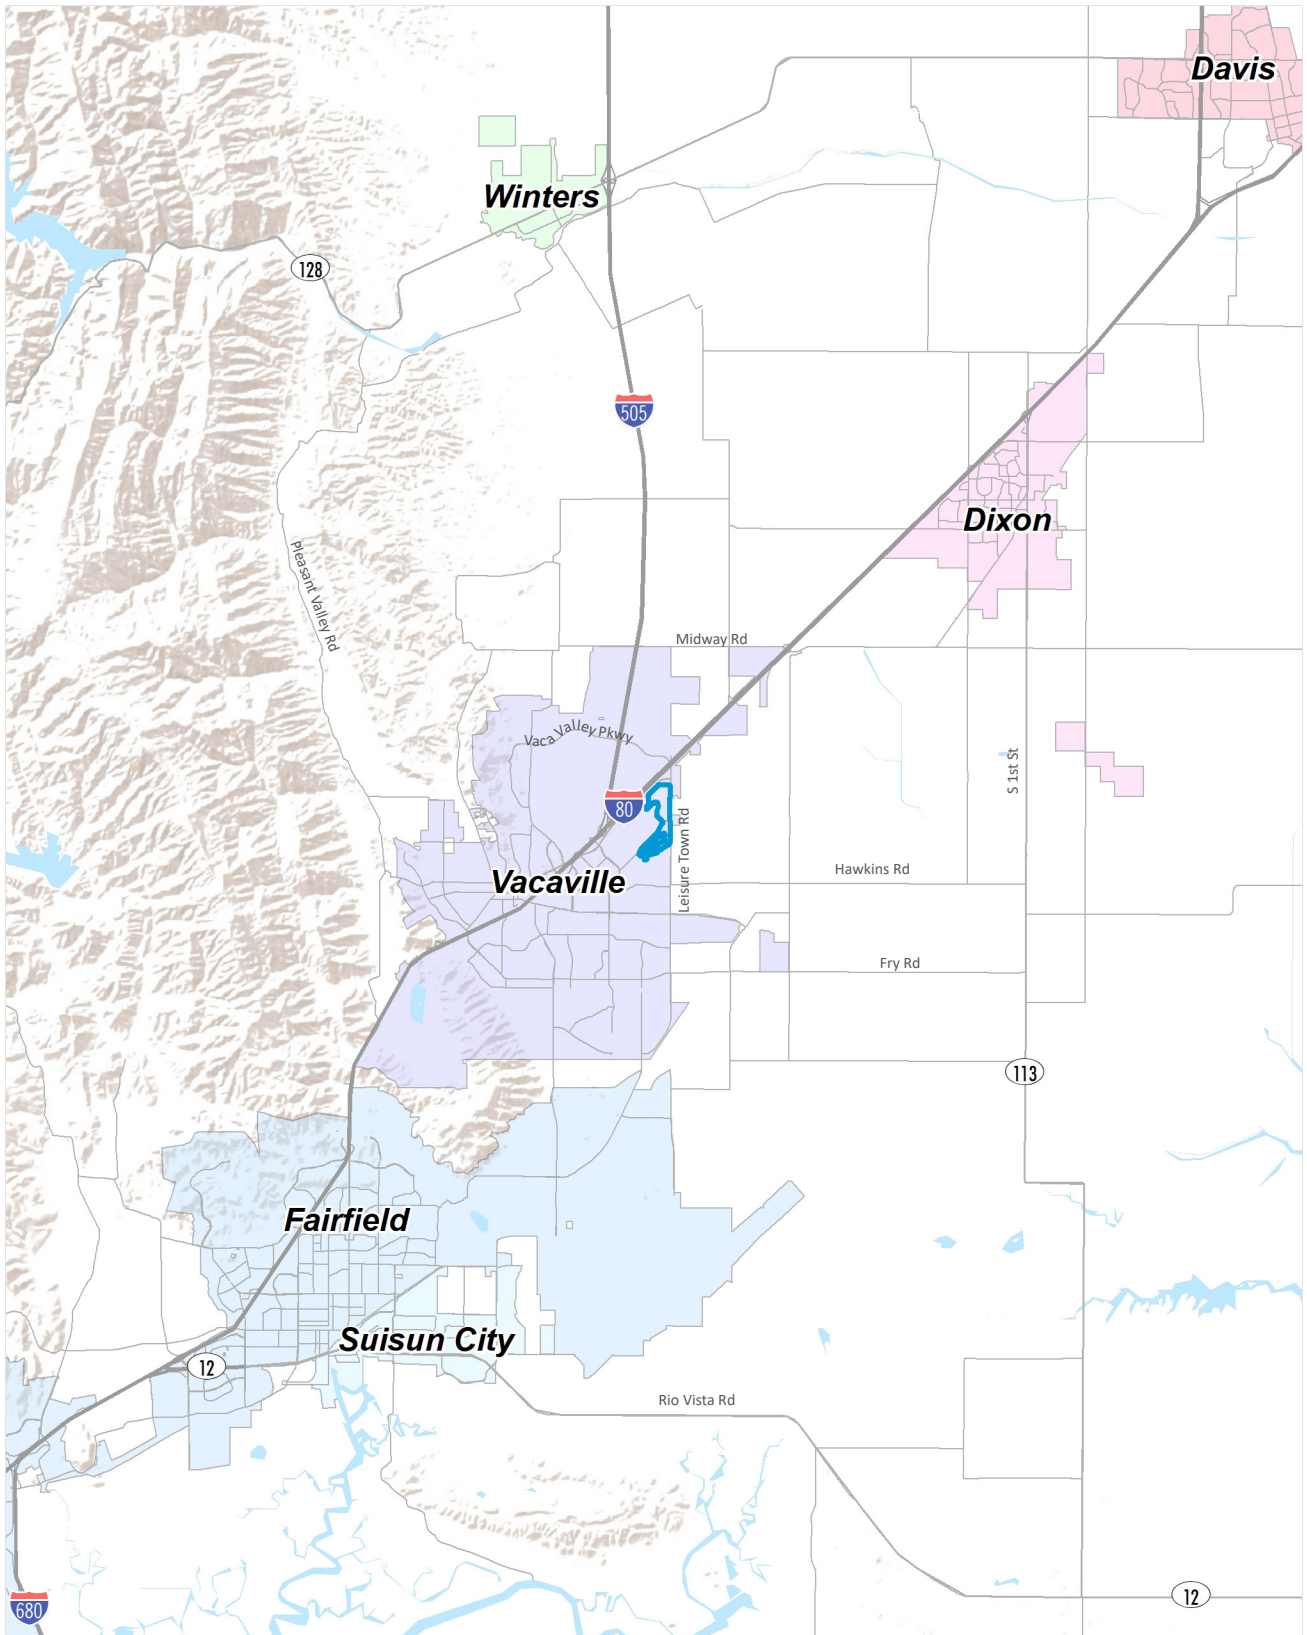 Davis
Winters
128
505
Dixon
Pleasant Valley Rd
Midway Rd
Vaca Valley Pkwy
S 1st St
80
Leisure Town Rd
Hawkins Rd
Vacaville
Fry Rd
113
Fairfield
Suisun City
12
Rio Vista Rd
680
12